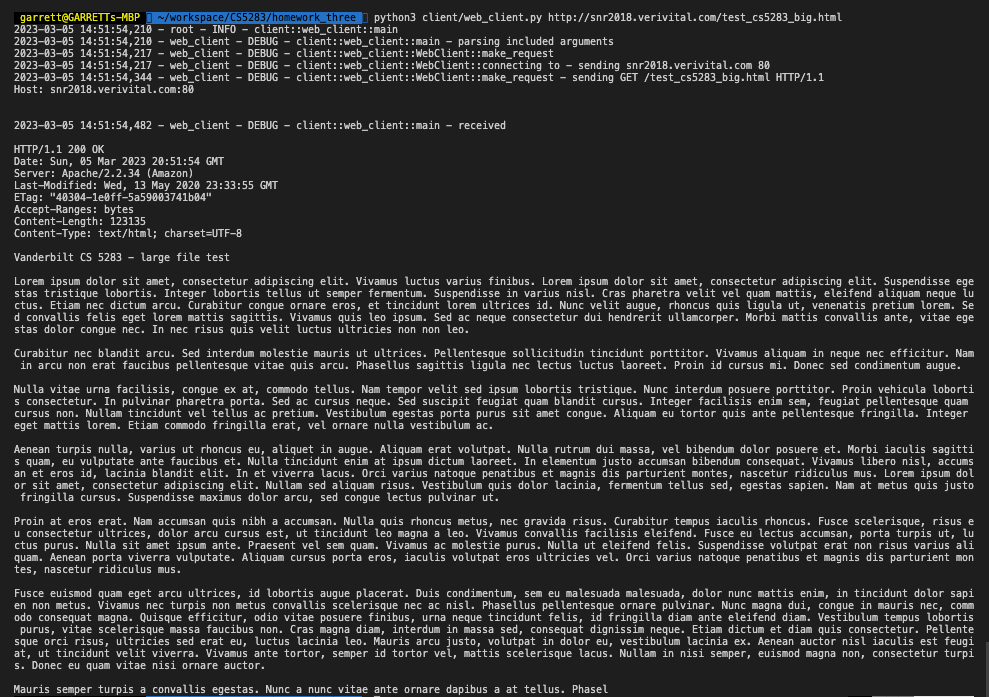 garrett@GARRETTs-MBP ~/workspace/CS5283/homework_three python3 client/web_client.py http://snr2018.verivital.com/test_cs5283_big.html
2023-03-05 14:51:54,210 - root - INFO - client::web_client::main
2023-03-05 14:51:54,210 - web_client - DEBUG - client::web_client::main - parsing included arguments
2023-03-05 14:51:54,217 - web_client - DEBUG - client::web_client::WebClient::make_request
2023-03-05 14:51:54,217 - web_client - DEBUG - client::web_client::WebClient::connecting to - sending snr2018.verivital.com 80
2023-03-05 14:51:54,344 - web_client - DEBUG - client::web_client::WebClient::make_request - sending GET /test_cs5283_big.html HTTP/1.1
Host: snr2018.verivital.com:80
2023-03-05 14:51:54,482 - web_client - DEBUG - client::web_client::main - received
HTTP/1.1 200 OK
Date: Sun, 05 Mar 2023 20:51:54 GMT
Server: Apache/2.2.34 (Amazon)
Last-Modified: Wed, 13 May 2020 23:33:55 GMT
ETag: "40304-1e0ff-5a59003741b04"
Accept-Ranges: bytes
Content-Length: 123135
Content-Type: text/html; charset=UTF-8
Vanderbilt CS 5283 - large file test
Lorem ipsum dolor sit amet, consectetur adipiscing elit. Vivamus luctus varius finibus. Lorem ipsum dolor sit amet, consectetur adipiscing elit. Suspendisse ege
stas tristique lobortis. Integer lobortis tellus ut semper fermentum. Suspendisse in varius nisl. Cras pharetra velit vel quam mattis, eleifend aliquam neque lu
ctus. Etiam nec dictum arcu. Curabitur congue ornare eros, et tincidunt lorem ultrices id. Nunc velit augue, rhoncus quis ligula ut, venenatis pretium lorem. Se
d convallis felis eget lorem mattis sagittis. Vivamus quis leo ipsum. Sed ac neque consectetur dui hendrerit ullamcorper. Morbi mattis convallis ante, vitae ege
stas dolor congue nec. In nec risus quis velit luctus ultricies non non leo.
Curabitur nec blandit arcu. Sed interdum molestie mauris ut ultrices. Pellentesque sollicitudin tincidunt porttitor. Vivamus aliquam in neque nec efficitur. Nam
in arcu non erat faucibus pellentesque vitae quis arcu. Phasellus sagittis ligula nec lectus luctus laoreet. Proin id cursus mi. Donec sed condimentum augue.
Nulla vitae urna facilisis, congue ex at, commodo tellus. Nam tempor velit sed ipsum lobortis tristique. Nunc interdum posuere porttitor. Proin vehicula loborti
s consectetur. In pulvinar pharetra porta. Sed ac cursus neque. Sed suscipit feugiat quam blandit cursus. Integer facilisis enim sem, feugiat pellentesque quam
cursus non. Nullam tincidunt vel tellus ac pretium. Vestibulum egestas porta purus sit amet congue. Aliquam eu tortor quis ante pellentesque fringilla. Integer
eget mattis lorem. Etiam commodo fringilla erat, vel ornare nulla vestibulum ac.
Aenean turpis nulla, varius ut rhoncus eu, aliquet in augue. Aliquam erat volutpat. Nulla rutrum dui massa, vel bibendum dolor posuere et. Morbi iaculis sagitti
s quam, eu vulputate ante faucibus et. Nulla tincidunt enim at ipsum dictum laoreet. In elementum justo accumsan bibendum consequat. Vivamus libero nisl, accums
an et eros id, lacinia blandit elit. In et viverra lacus. Orci varius natoque penatibus et magnis dis parturient montes, nascetur ridiculus mus. Lorem ipsum dol
or sit amet, consectetur adipiscing elit. Nullam sed aliquam risus. Vestibulum quis dolor lacinia, fermentum tellus sed, egestas sapien. Nam at metus quis justo
fringilla cursus. Suspendisse maximus dolor arcu, sed congue lectus pulvinar ut.
Proin at eros erat. Nam accumsan quis nibh a accumsan. Nulla quis rhoncus metus, nec gravida risus. Curabitur tempus iaculis rhoncus. Fusce scelerisque, risus e
u consectetur ultrices, dolor arcu cursus est, ut tincidunt leo magna a leo. Vivamus convallis facilisis eleifend. Fusce eu lectus accumsan, porta turpis ut, lu
ctus purus. Nulla sit amet ipsum ante. Praesent vel sem quam. Vivamus ac molestie purus. Nulla ut eleifend felis. Suspendisse volutpat erat non risus varius ali
quam. Aenean porta viverra vulputate. Aliquam cursus porta eros, iaculis volutpat eros ultricies vel. Orci varius natoque penatibus et magnis dis parturient mon
tes, nascetur ridiculus mus.
Fusce euismod quam eget arcu ultrices, id lobortis augue placerat. Duis condimentum, sem eu malesuada malesuada, dolor nunc mattis enim, in tincidunt dolor sapi
en non metus. Vivamus nec turpis non metus convallis scelerisque nec ac nisl. Phasellus pellentesque ornare pulvinar. Nunc magna dui, congue in mauris nec, comm
odo consequat magna. Quisque efficitur, odio vitae posuere finibus, urna neque tincidunt felis, id fringilla diam ante eleifend diam. Vestibulum tempus lobortis
purus, vitae scelerisque massa faucibus non. Cras magna diam, interdum in massa sed, consequat dignissim neque. Etiam dictum et diam quis consectetur. Pellente
sque orci risus, ultricies sed erat eu, luctus lacinia leo. Mauris arcu justo, volutpat in dolor eu, vestibulum lacinia ex. Aenean auctor nisl iaculis est feugi
at, ut tincidunt velit viverra. Vivamus ante tortor, semper id tortor vel, mattis scelerisque lacus. Nullam in nisi semper, euismod magna non, consectetur turpi
s. Donec eu quam vitae nisi ornare auctor.
Mauris semper turpis a convallis egestas. Nunc a nunc vitae ante ornare dapibus a at tellus. Phasel